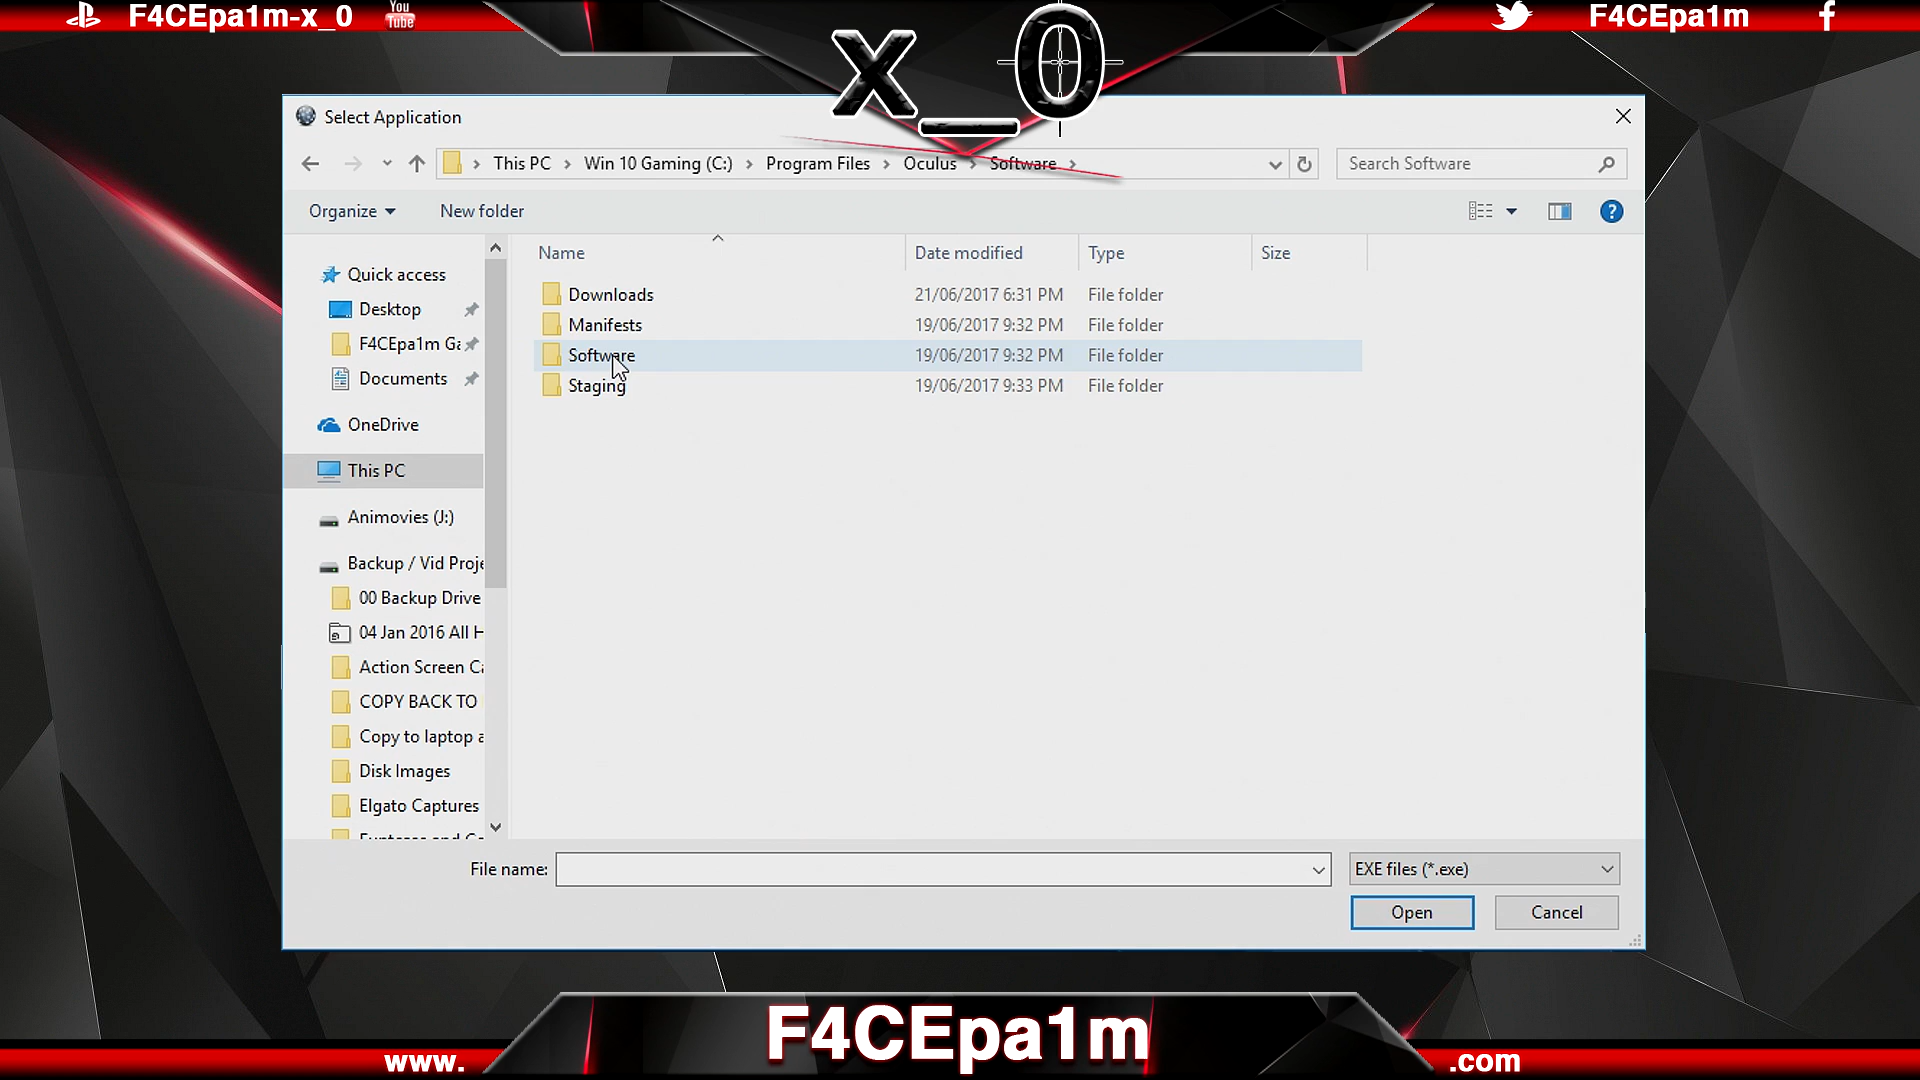 F4CEpa1m-x_0
You
Tube
x_0
F4CEpa1m
Select Application
This PC
Win 10 Gaming (C:)
Program Files
Oculus
Software
Search Software
Organize
New folder
Name
Date modified
Type
Size
Downloads 21/06/2017 6:31 PM File folder
Manifests 19/06/2017 9:32 PM File folder
Software 19/06/2017 9:32 PM File folder
Staging 19/06/2017 9:33 PM File folder
Quick access
Desktop
F4CEpa1m Ga
Documents
OneDrive
This PC
Animovies (J:)
Backup / Vid Proje
00 Backup Drive
04 Jan 2016 All H
Action Screen Ca
COPY BACK TO
Copy to laptop a
Disk Images
Elgato Captures
File name:
EXE files (*.exe)
Open
Cancel
www.
F4CEpa1m
.com